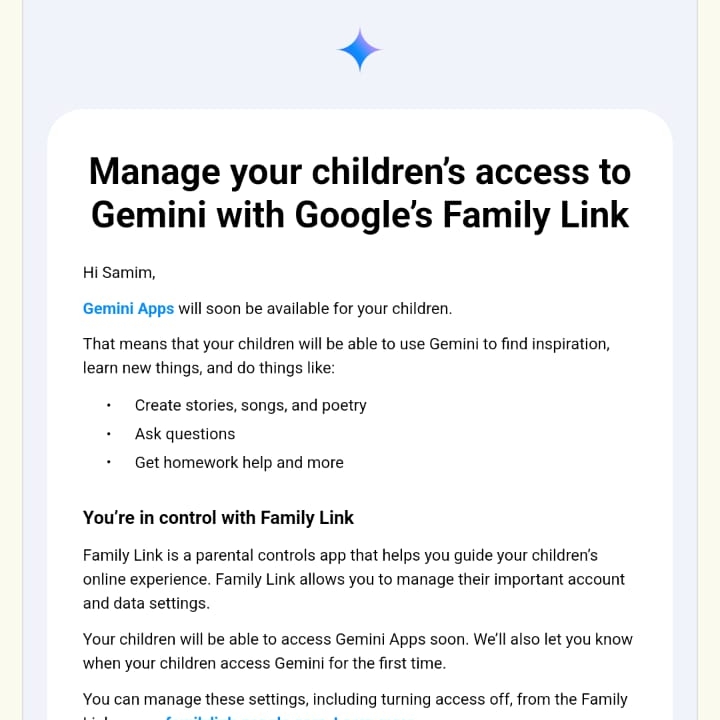 Manage your children’s access to
Gemini with Google’s Family Link
Hi Samim,
Gemini Apps will soon be available for your children.
That means that your children will be able to use Gemini to find inspiration,
learn new things, and do things like:
• Create stories, songs, and poetry
• Ask questions
• Get homework help and more
You’re in control with Family Link
Family Link is a parental controls app that helps you guide your children’s
online experience. Family Link allows you to manage their important account
and data settings.
Your children will be able to access Gemini Apps soon. We’ll also let you know
when your children access Gemini for the first time.
You can manage these settings, including turning access off, from the Family